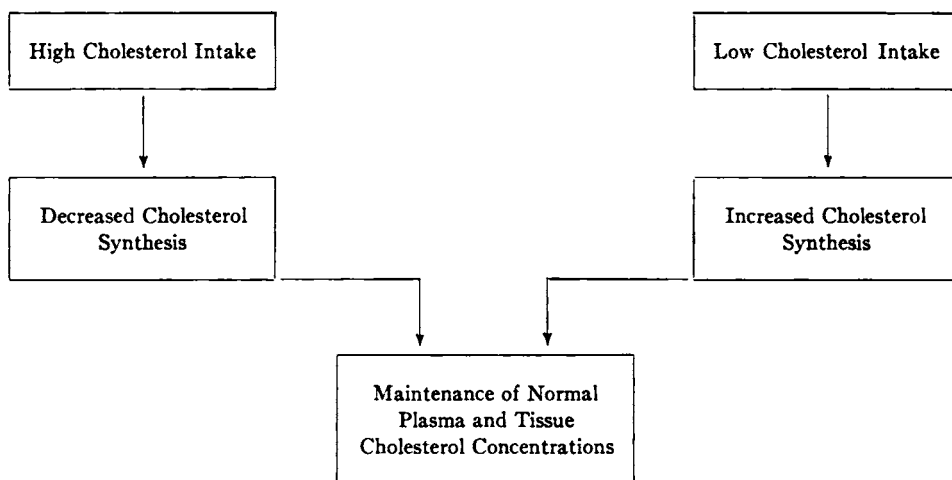 High Cholesterol Intake
Low Cholesterol Intake
Decreased Cholesterol
Synthesis
Increased Cholesterol
Synthesis
Maintenance of Normal
Plasma and Tissue
Cholesterol Concentrations